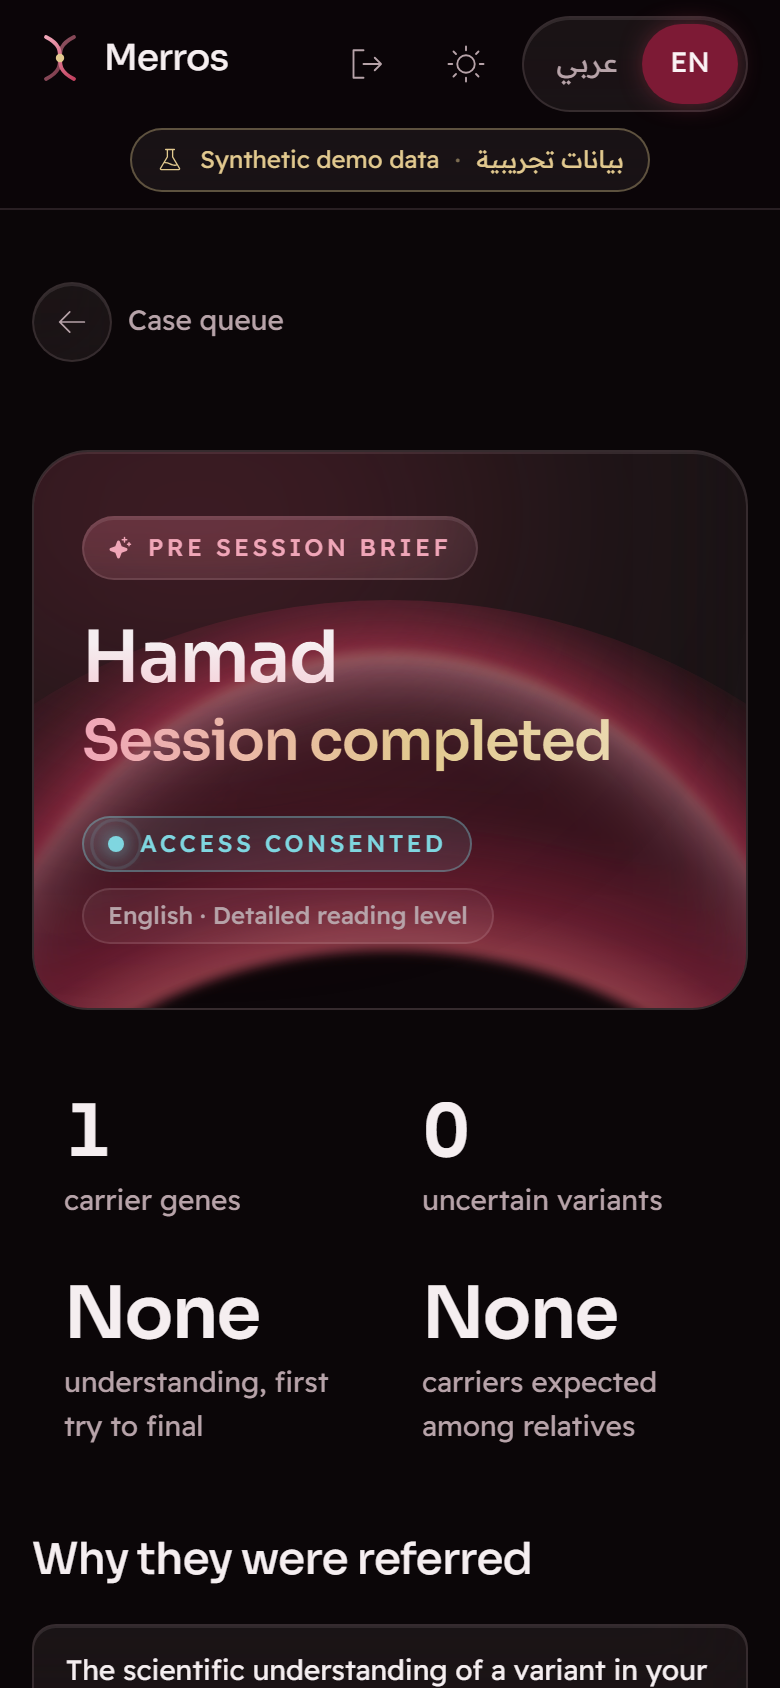 Merros
عربي
EN
Synthetic demo data · بيانات تجريبية
Case queue
PRE SESSION BRIEF
Hamad
Session completed
ACCESS CONSENTED
English · Detailed reading level
1
carrier genes
0
uncertain variants
None
understanding, first
try to final
None
carriers expected
among relatives
Why they were referred
The scientific understanding of a variant in your